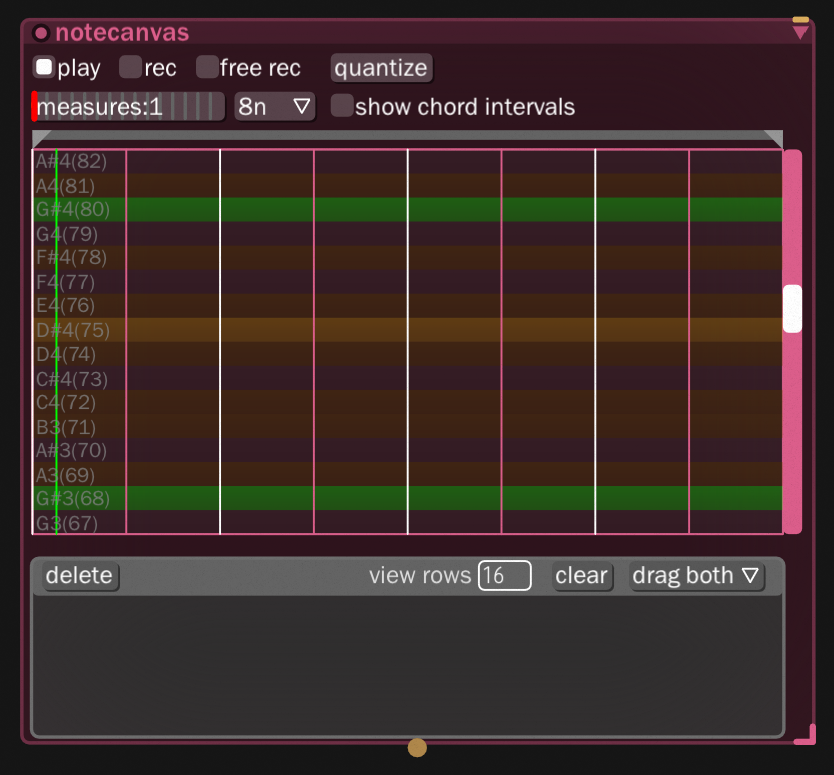 notecanvas
play rec free rec quantize
measures:1 8n show chord intervals
A#4(82)
A4(81)
G#4(80)
G4(79)
F#4(78)
F4(77)
E4(76)
D#4(75)
D4(74)
C#4(73)
C4(72)
B3(71)
A#3(70)
A3(69)
G#3(68)
G3(67)
delete view rows 16 clear drag both